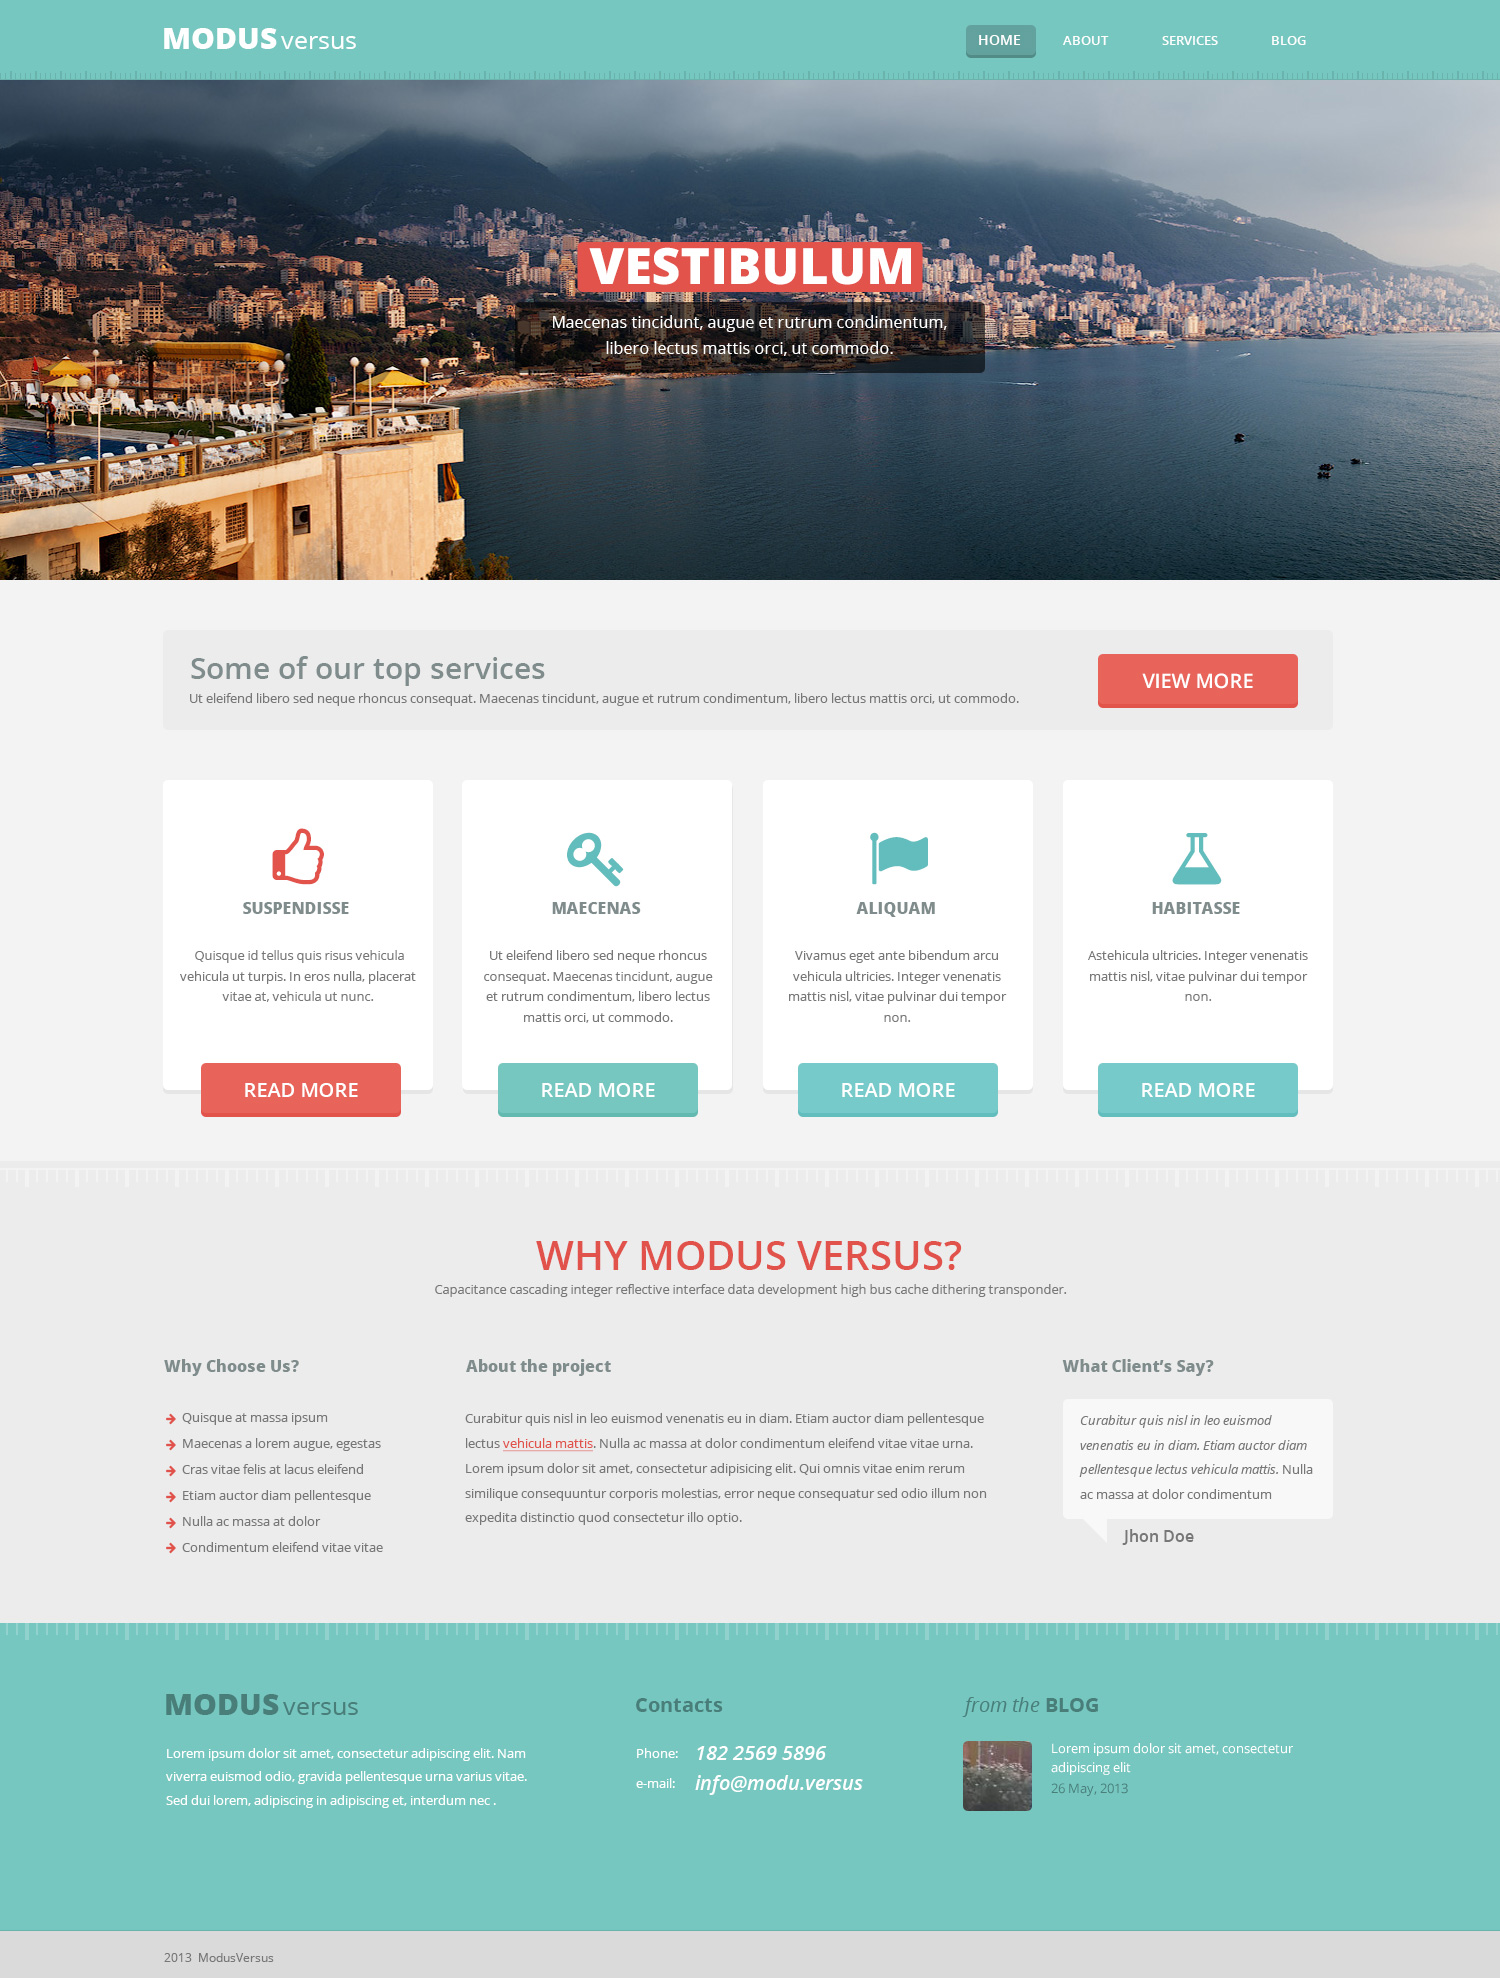 MODUS versus
HOME ABOUT SERVICES BLOG
VESTIBULUM
Maecenas tincidunt, augue et rutrum condimentum,
libero lectus mattis orci, ut commodo.
Some of our top services
Ut eleifend libero sed neque rhoncus consequat. Maecenas tincidunt, augue et rutrum condimentum, libero lectus mattis orci, ut commodo.
VIEW MORE
SUSPENDISSE
Quisque id tellus quis risus vehicula
vehicula ut turpis. In eros nulla, placerat
vitae at, vehicula ut nunc.
READ MORE
MAECENAS
Ut eleifend libero sed neque rhoncus
consequat. Maecenas tincidunt, augue
et rutrum condimentum, libero lectus
mattis orci, ut commodo.
READ MORE
ALIQUAM
Vivamus eget ante bibendum arcu
vehicula ultricies. Integer venenatis
mattis nisl, vitae pulvinar dui tempor
non.
READ MORE
HABITASSE
Astehicula ultricies. Integer venenatis
mattis nisl, vitae pulvinar dui tempor
non.
READ MORE
WHY MODUS VERSUS?
Capacitance cascading integer reflective interface data development high bus cache dithering transponder.
Why Choose Us?
Quisque at massa ipsum
Maecenas a lorem augue, egestas
Cras vitae felis at lacus eleifend
Etiam auctor diam pellentesque
Nulla ac massa at dolor
Condimentum eleifend vitae vitae
About the project
Curabitur quis nisl in leo euismod venenatis eu in diam. Etiam auctor diam pellentesque
lectus vehicula mattis. Nulla ac massa at dolor condimentum eleifend vitae vitae urna.
Lorem ipsum dolor sit amet, consectetur adipisicing elit. Qui omnis vitae enim rerum
similique consequuntur corporis molestias, error neque consequatur sed odio illum non
expedita distinctio quod consectetur illo optio.
What Client's Say?
Curabitur quis nisl in leo euismod
venenatis eu in diam. Etiam auctor diam
pellentesque lectus vehicula mattis. Nulla
ac massa at dolor condimentum
Jhon Doe
MODUS versus
Lorem ipsum dolor sit amet, consectetur adipiscing elit. Nam
viverra euismod odio, gravida pellentesque urna varius vitae.
Sed dui lorem, adipiscing in adipiscing et, interdum nec .
Contacts
Phone: 182 2569 5896
e-mail: info@modu.versus
from the BLOG
Lorem ipsum dolor sit amet, consectetur
adipiscing elit
26 May, 2013
2013 ModusVersus